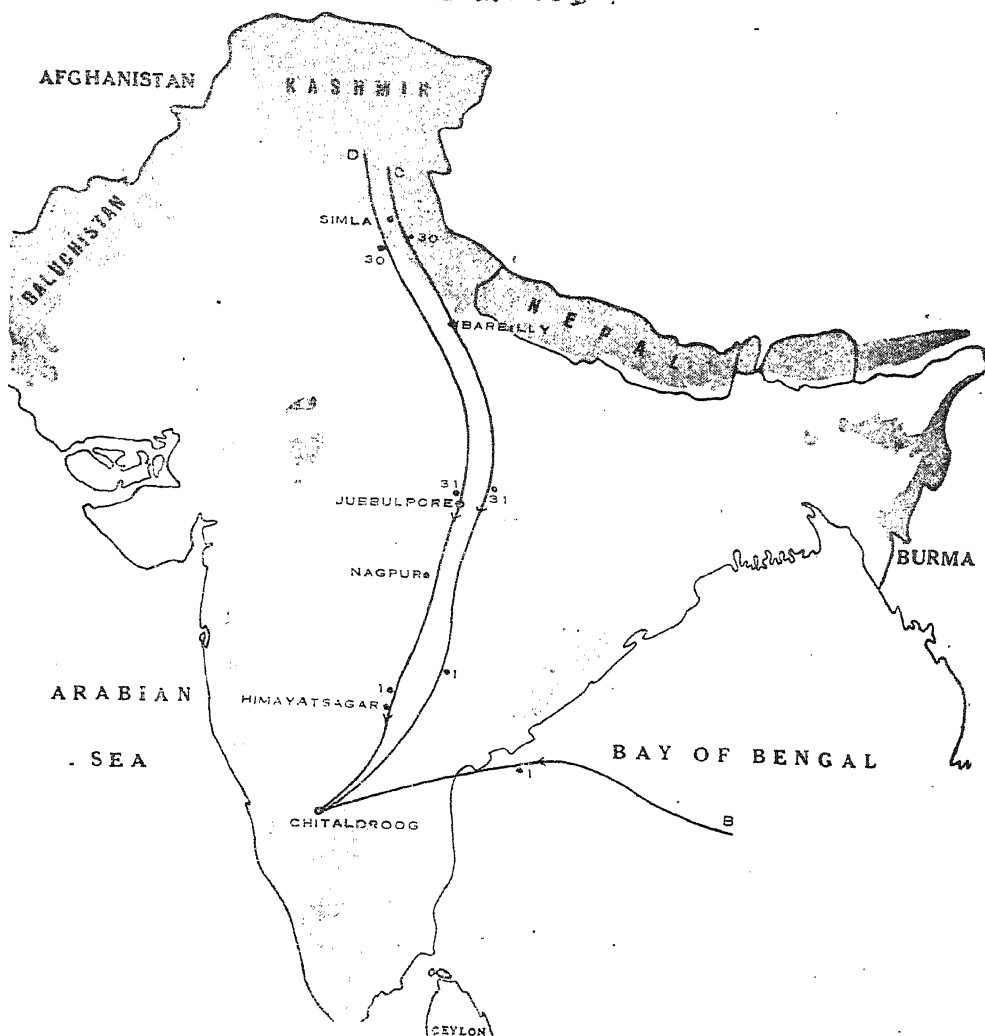 AFGHANISTAN
KASHMIR
BALUCHISTAN
D
C
SIMLA
30
30
NEPAL
BAREILLY
31
JUBBULPORE
31
NAGPUR
BURMA
1
1
ARABIAN
SEA
HIMAYATSAGAR
BAY OF BENGAL
1
B
CHITALDROOG
CEYLON